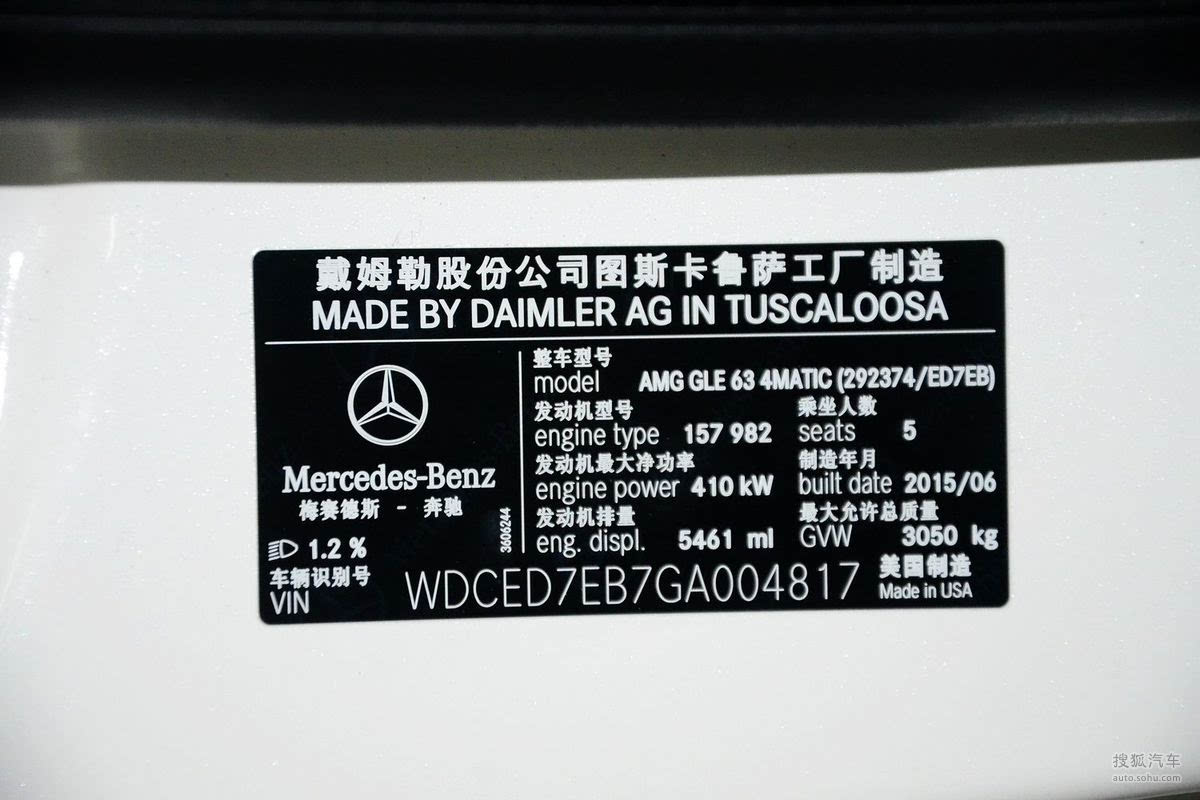 戴姆勒股份公司图斯卡鲁萨工厂制造
MADE BY DAIMLER AG IN TUSCALOOSA
Mercedes-Benz
梅赛德斯 - 奔驰
3606244
1.2 %
整车型号
model AMG GLE 63 4MATIC (292374/ED7EB)
发动机型号 乘坐人数
engine type 157 982 seats 5
发动机最大净功率 制造年月
engine power 410 kW built date 2015/06
发动机排量 最大允许总质量
eng. displ. 5461 ml GVW 3050 kg
车辆识别号
VIN WDCED7EB7GA004817
美国制造
Made in USA
搜狐汽车
auto.sohu.com